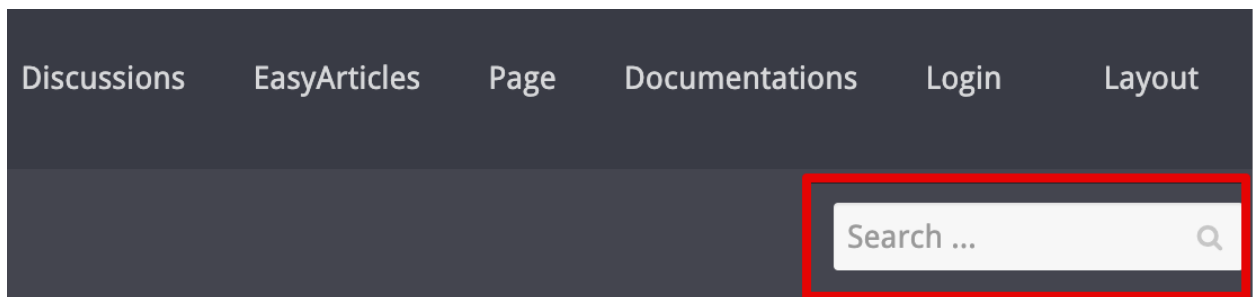 Discussions EasyArticles Page Documentations Login Layout
Search ...